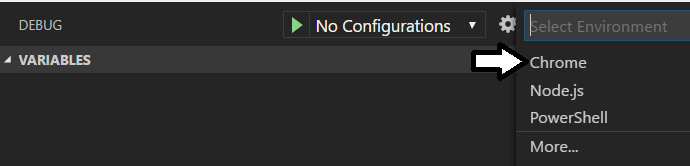 DEBUG
No Configurations
Select Environment
VARIABLES
Chrome
Node.js
PowerShell
More...